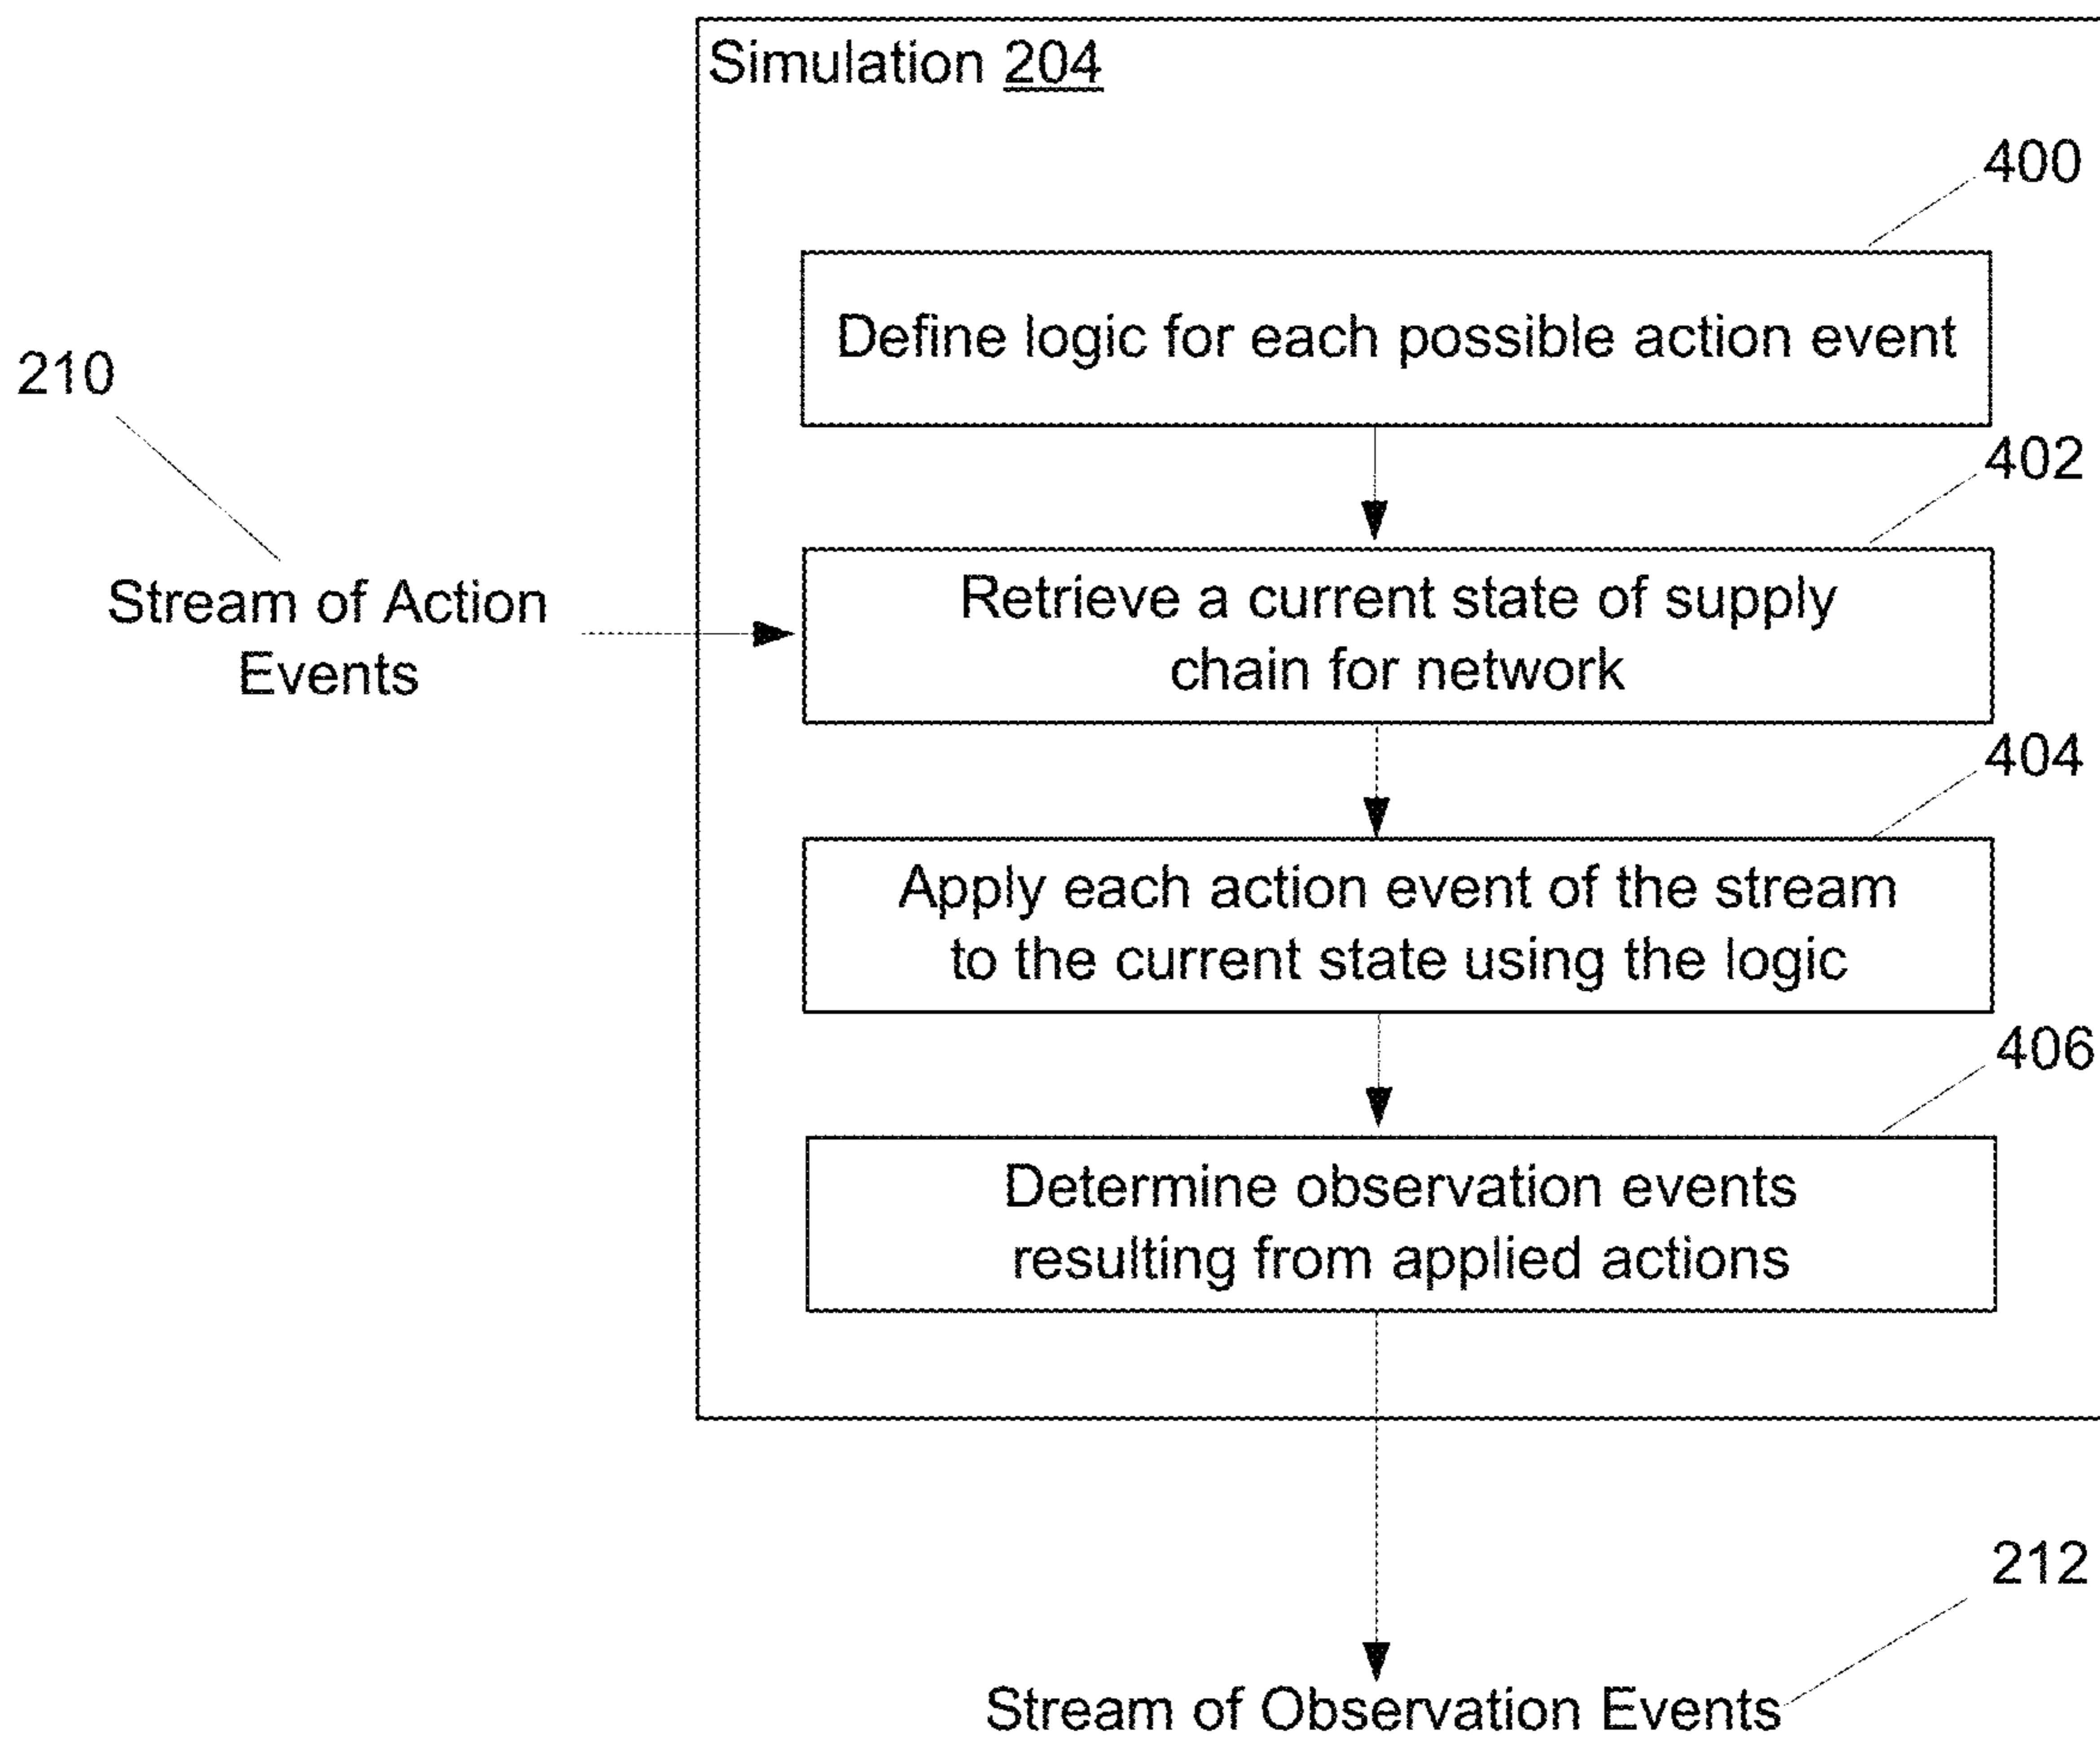 Simulation 204
400
Define logic for each possible action event
210
402
Stream of Action
Events
Retrieve a current state of supply
chain for network
404
Apply each action event of the stream
to the current state using the logic
406
Determine observation events
resulting from applied actions
212
Stream of Observation Events